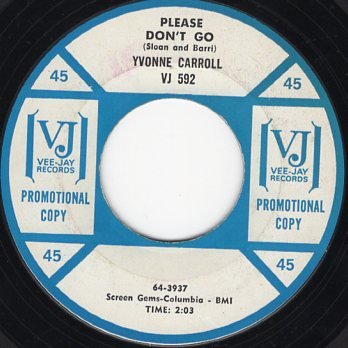 PLEASE
DON'T GO
(Sloan and Barri)
YVONNE CARROLL
VJ 592
45
45
VJ
VEE-JAY
RECORDS
PROMOTIONAL
COPY
VJ
VEE-JAY
RECORDS
PROMOTIONAL
COPY
45
45
64-3937
Screen Gems-Columbia - BMI
TIME: 2:03